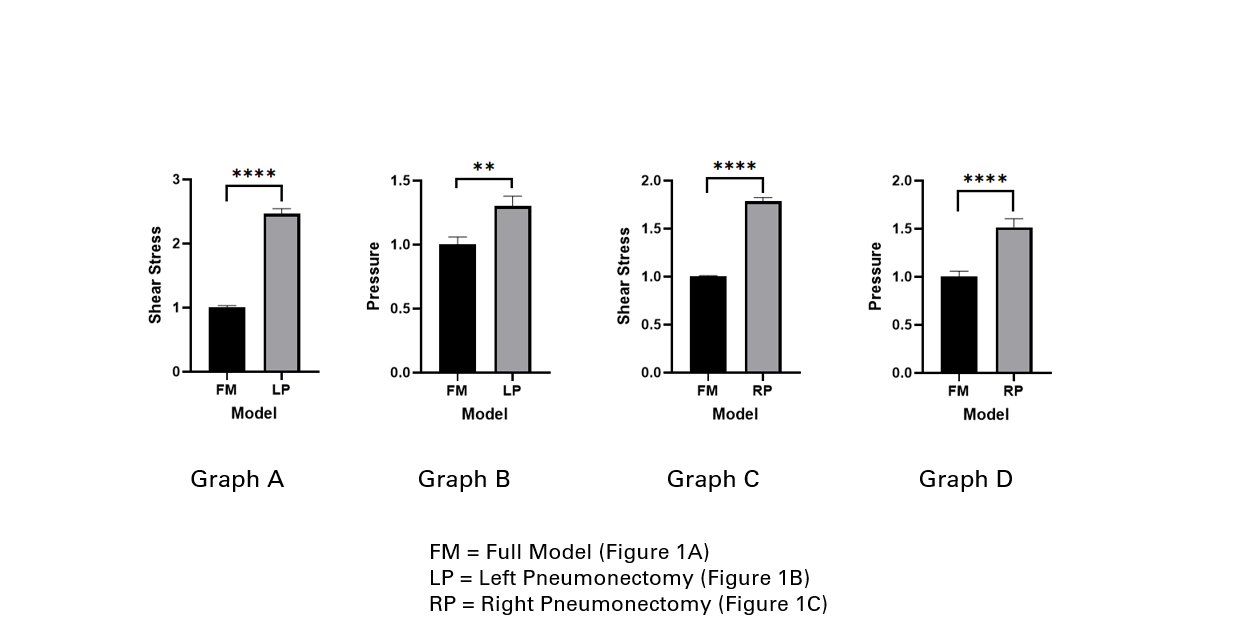 ****
3
2
1
0
Shear Stress
FM LP
Model
Graph A
**
1.5
1.0
0.5
0.0
Pressure
FM LP
Model
Graph B
****
2.0
1.5
1.0
0.5
0.0
Shear Stress
FM RP
Model
Graph C
****
2.0
1.5
1.0
0.5
0.0
Pressure
FM RP
Model
Graph D
FM = Full Model (Figure 1A)
LP = Left Pneumonectomy (Figure 1B)
RP = Right Pneumonectomy (Figure 1C)